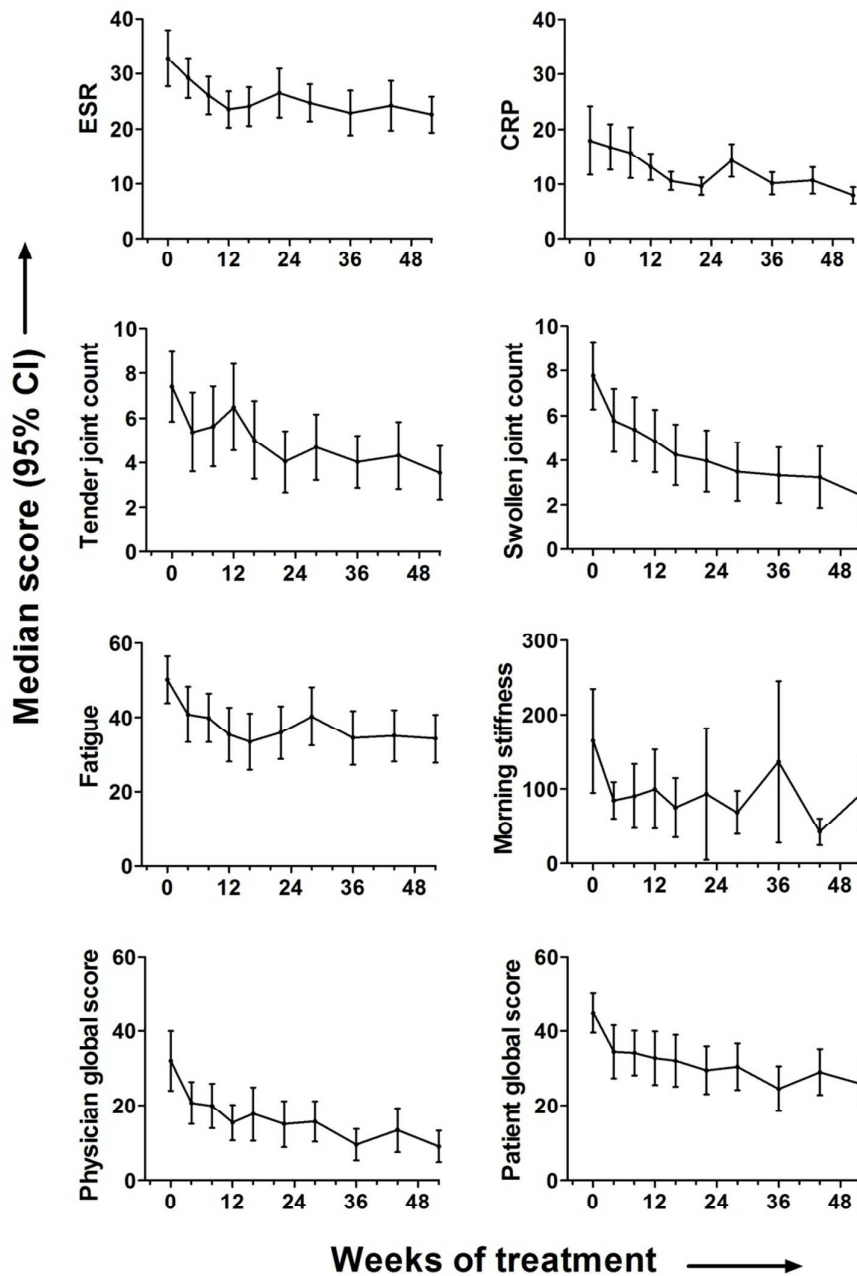 Median score (95% CI)
ESR
40
30
20
10
0
0 12 24 36 48
CRP
40
30
20
10
0
0 12 24 36 48
Tender joint count
10
8
6
4
2
0
0 12 24 36 48
Swollen joint count
10
8
6
4
2
0
0 12 24 36 48
Fatigue
60
40
20
0
0 12 24 36 48
Morning stiffness
300
200
100
0
0 12 24 36 48
Physician global score
60
40
20
0
0 12 24 36 48
Patient global score
60
40
20
0
0 12 24 36 48
Weeks of treatment